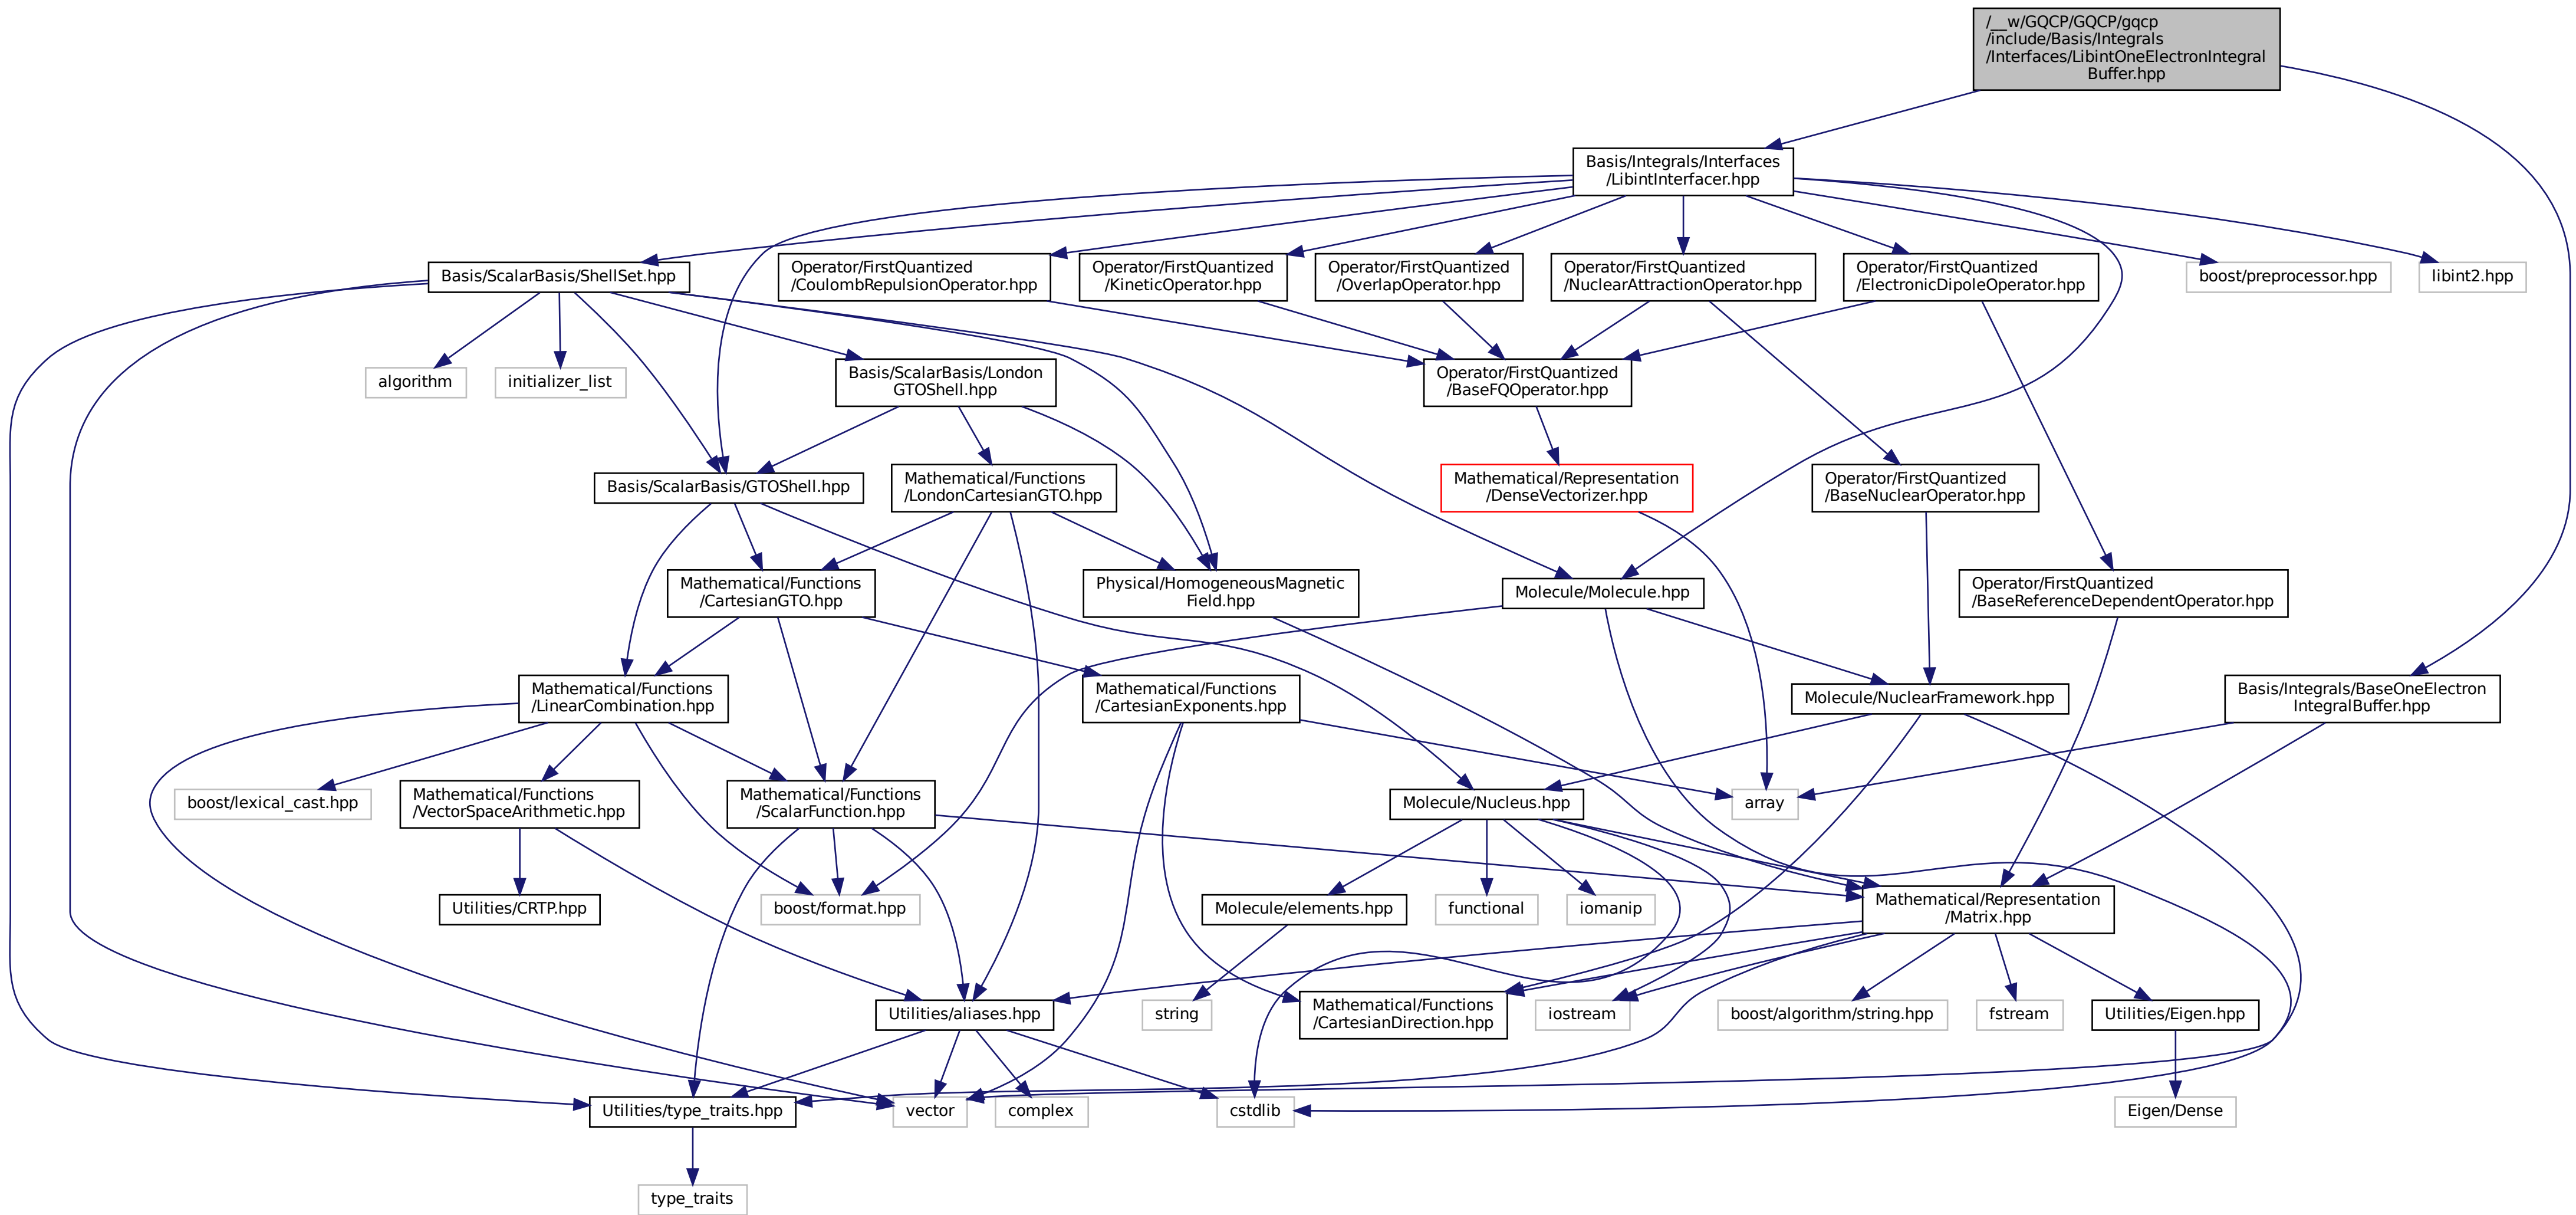 /__w/GQCP/GQCP/gqcp
/include/Basis/Integrals
/Interfaces/LibintOneElectronIntegral
Buffer.hpp
Basis/Integrals/Interfaces
/LibintInterfacer.hpp
Basis/ScalarBasis/ShellSet.hpp
Operator/FirstQuantized
/CoulombRepulsionOperator.hpp
Operator/FirstQuantized
/KineticOperator.hpp
Operator/FirstQuantized
/OverlapOperator.hpp
Operator/FirstQuantized
/NuclearAttractionOperator.hpp
Operator/FirstQuantized
/ElectronicDipoleOperator.hpp
boost/preprocessor.hpp
libint2.hpp
algorithm
initializer_list
Basis/ScalarBasis/London
GTOShell.hpp
Operator/FirstQuantized
/BaseFQOperator.hpp
Basis/ScalarBasis/GTOShell.hpp
Mathematical/Functions
/LondonCartesianGTO.hpp
Mathematical/Representation
/DenseVectorizer.hpp
Operator/FirstQuantized
/BaseNuclearOperator.hpp
Mathematical/Functions
/CartesianGTO.hpp
Physical/HomogeneousMagnetic
Field.hpp
Molecule/Molecule.hpp
Operator/FirstQuantized
/BaseReferenceDependentOperator.hpp
Mathematical/Functions
/LinearCombination.hpp
Mathematical/Functions
/CartesianExponents.hpp
Molecule/NuclearFramework.hpp
Basis/Integrals/BaseOneElectron
IntegralBuffer.hpp
boost/lexical_cast.hpp
Mathematical/Functions
/VectorSpaceArithmetic.hpp
Mathematical/Functions
/ScalarFunction.hpp
Molecule/Nucleus.hpp
array
Utilities/CRTP.hpp
boost/format.hpp
Molecule/elements.hpp
functional
iomanip
Mathematical/Representation
/Matrix.hpp
Utilities/aliases.hpp
string
Mathematical/Functions
/CartesianDirection.hpp
iostream
boost/algorithm/string.hpp
fstream
Utilities/Eigen.hpp
Utilities/type_traits.hpp
vector
complex
cstdlib
Eigen/Dense
type_traits